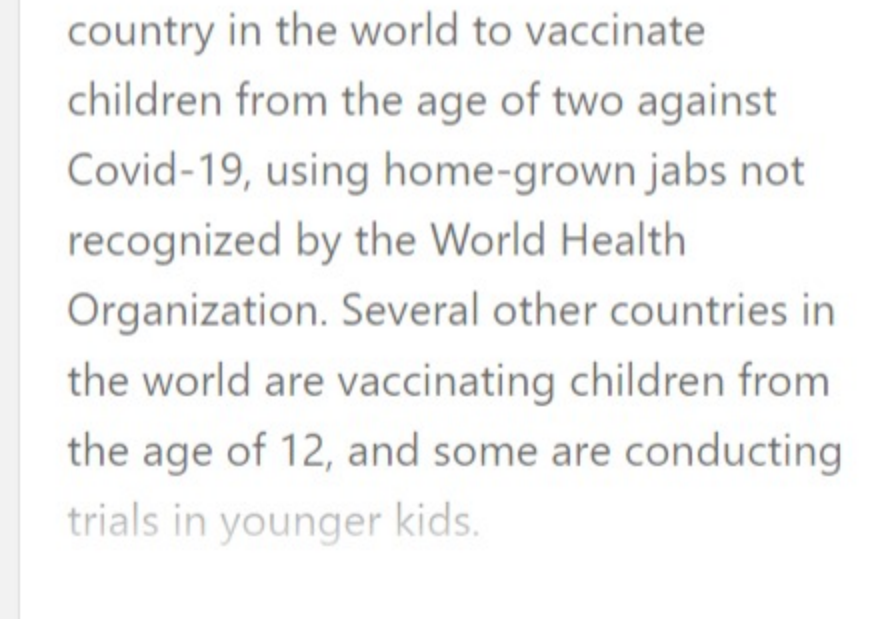 country in the world to vaccinate
children from the age of two against
Covid-19, using home-grown jabs not
recognized by the World Health
Organization. Several other countries in
the world are vaccinating children from
the age of 12, and some are conducting
trials in younger kids.